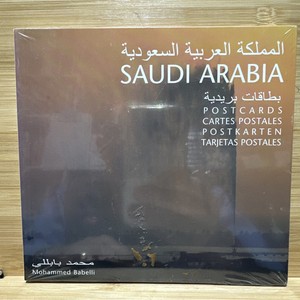 المملكة العربية السعودية
SAUDI ARABIA
بطاقات بريدية
POSTCARDS
CARTES POSTALES
POSTKARTEN
TARJETAS POSTALES
محمد بابللي
Mohammed Babelli